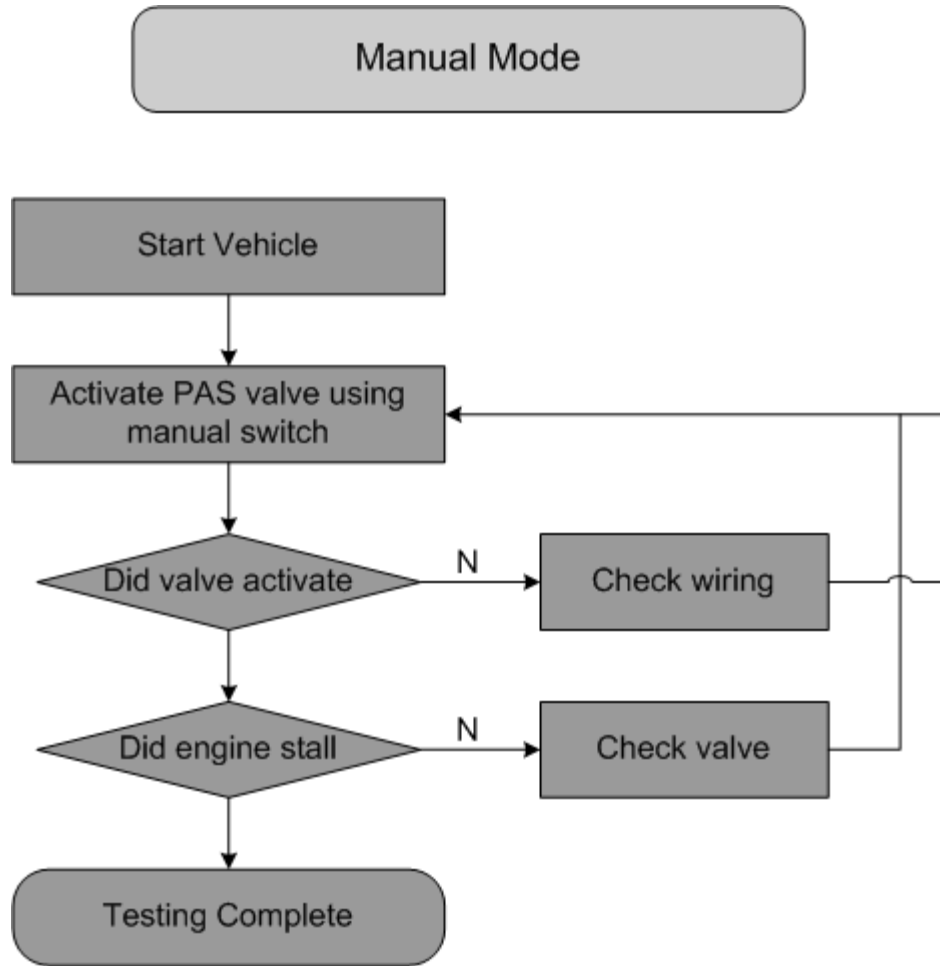 Manual Mode
Start Vehicle
Activate PAS valve using
manual switch
Did valve activate
N
Check wiring
Did engine stall
N
Check valve
Testing Complete